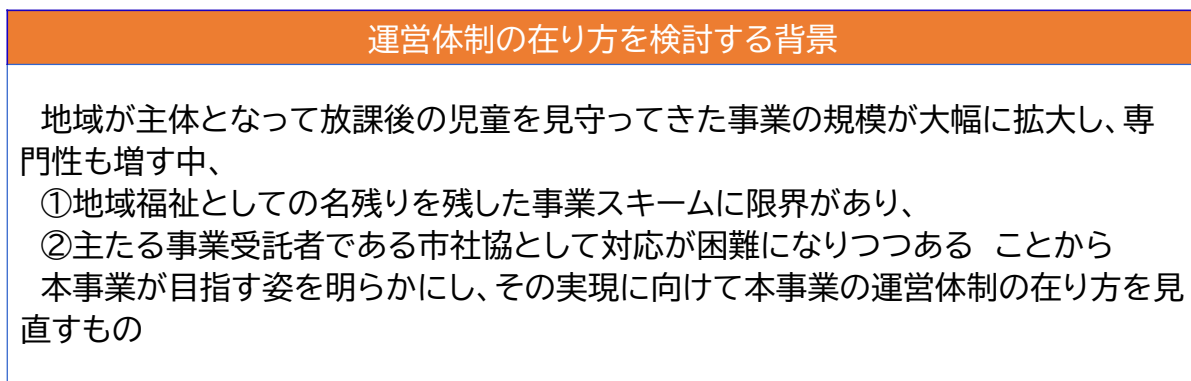 運営体制の在り方を検討する背景
地域が主体となって放課後の児童を見守ってきた事業の規模が大幅に拡大し、専
門性も増す中、
①地域福祉としての名残りを残した事業スキームに限界があり、
②主たる事業受託者である市社協として対応が困難になりつつある　ことから
本事業が目指す姿を明らかにし、その実現に向けて本事業の運営体制の在り方を見
直すもの